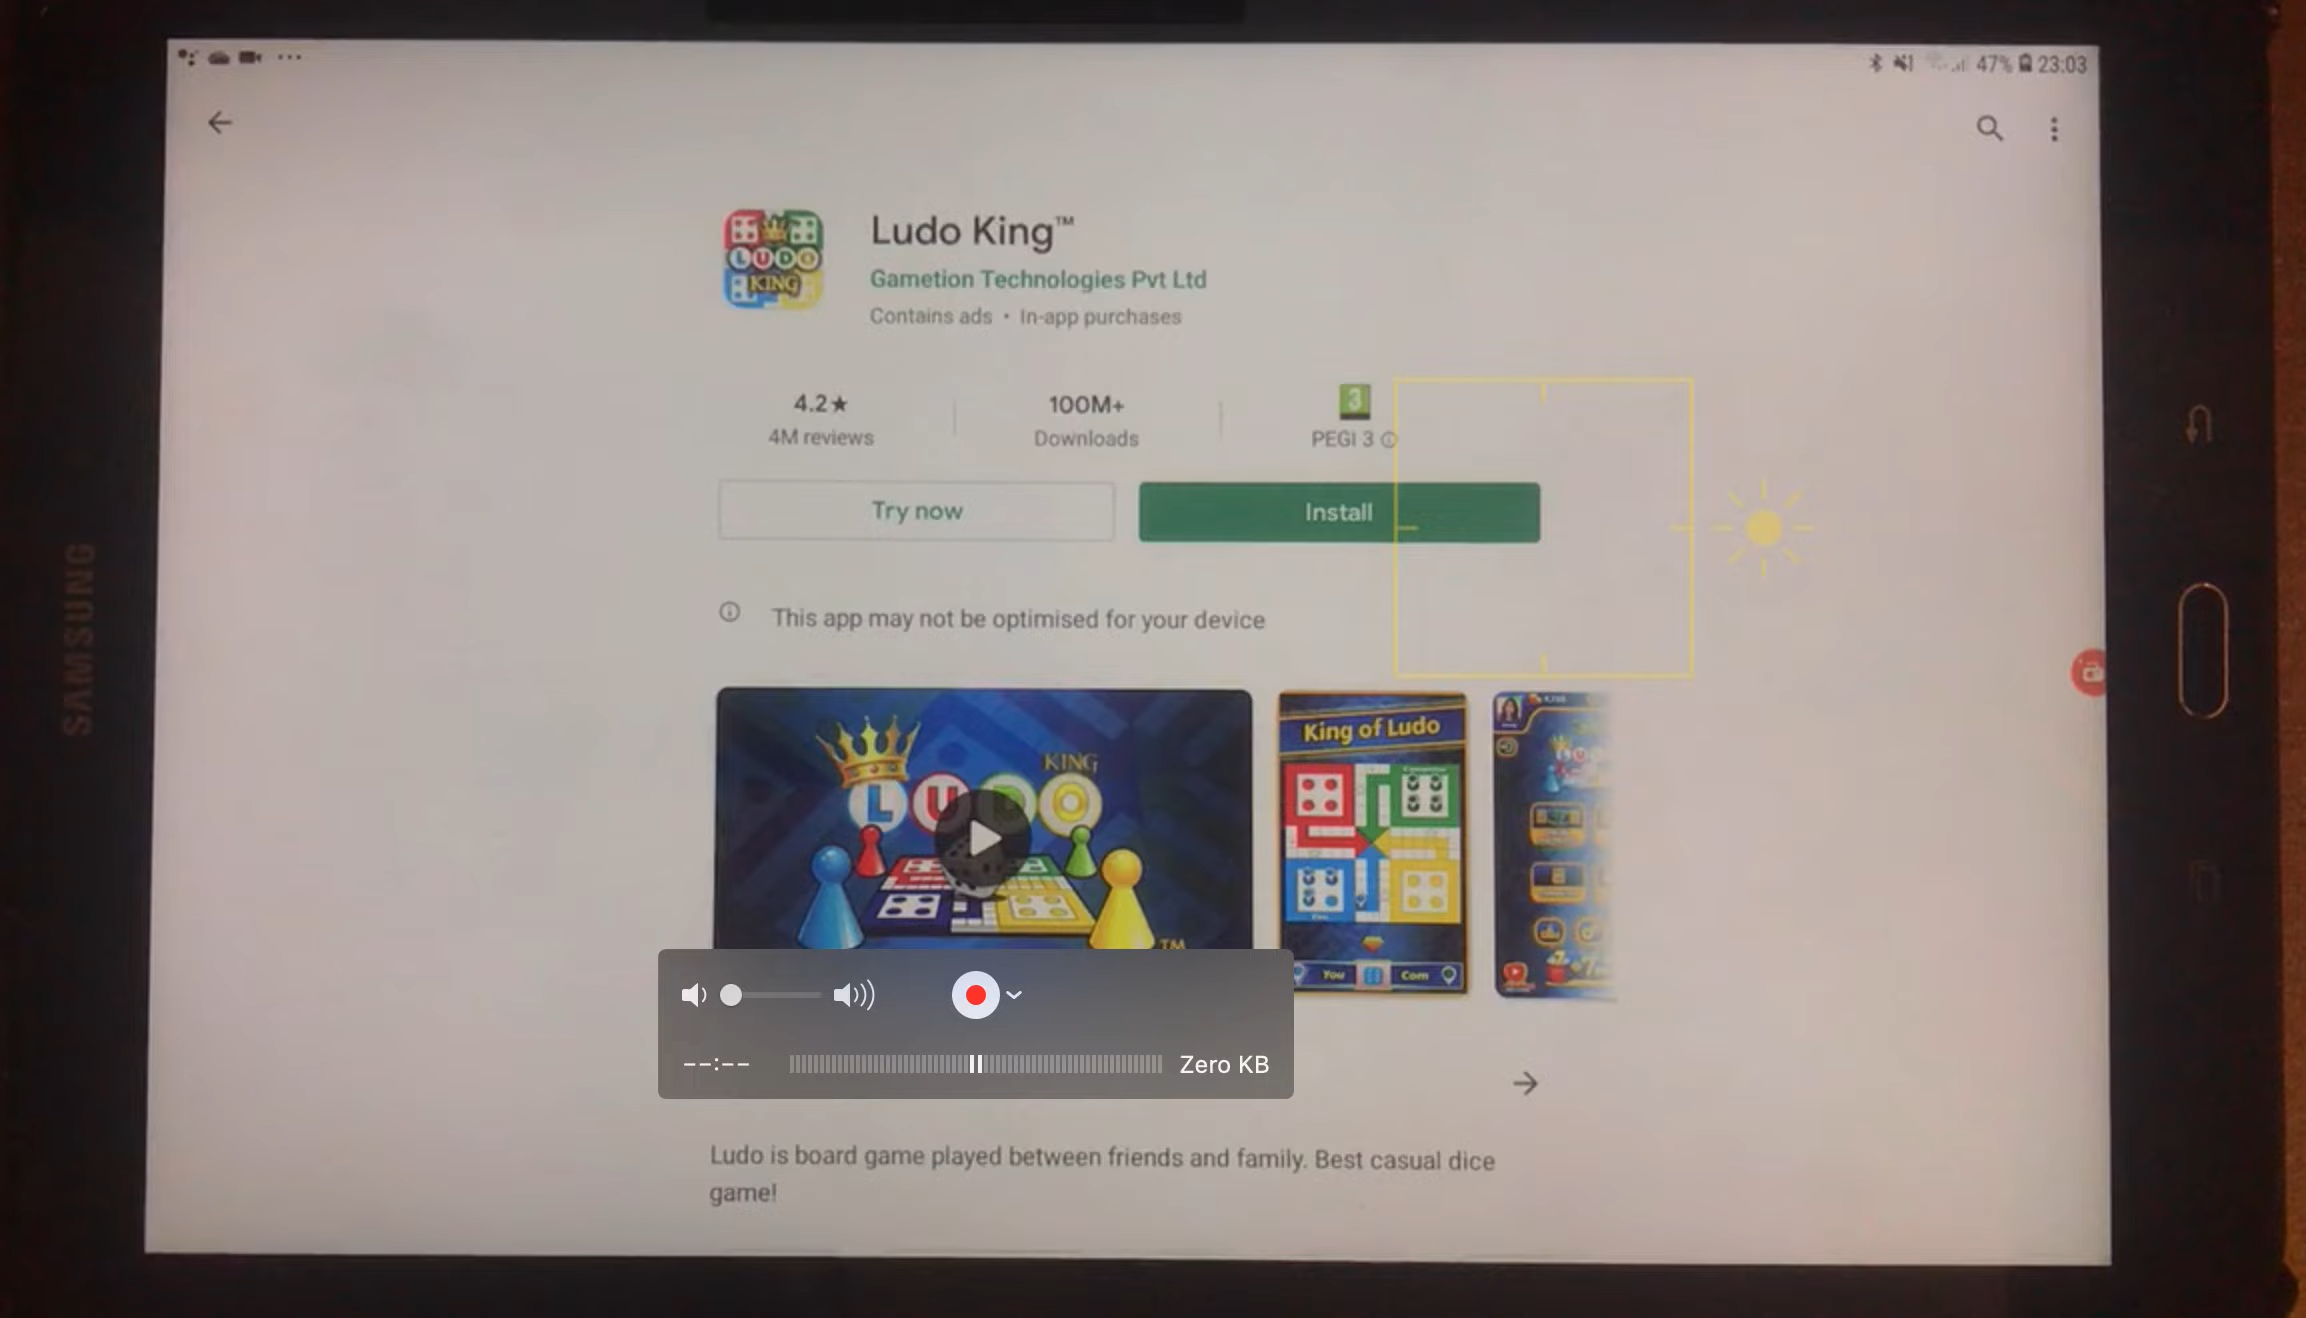 47% 23:03
Ludo King™
Gametion Technologies Pvt Ltd
Contains ads • In-app purchases
4.2★
4M reviews
100M+
Downloads
3
PEGI 3
Try now
Install
This app may not be optimised for your device
SAMSUNG
LUDO
KING
KING
LUDO
TM
King of Ludo
You
Com
--:--
Zero KB
Ludo is board game played between friends and family. Best casual dice
game!